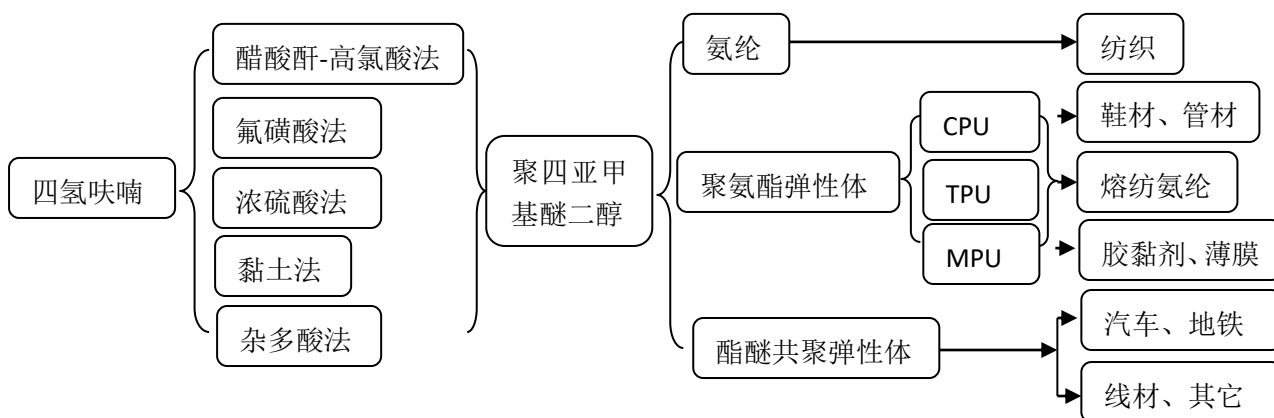 四氢呋喃
醋酸酐-高氯酸法
氟磺酸法
浓硫酸法
黏土法
杂多酸法
聚四亚甲
基醚二醇
氨纶
聚氨酯弹性体
酯醚共聚弹性体
CPU
TPU
MPU
纺织
鞋材、管材
熔纺氨纶
胶黏剂、薄膜
汽车、地铁
线材、其它